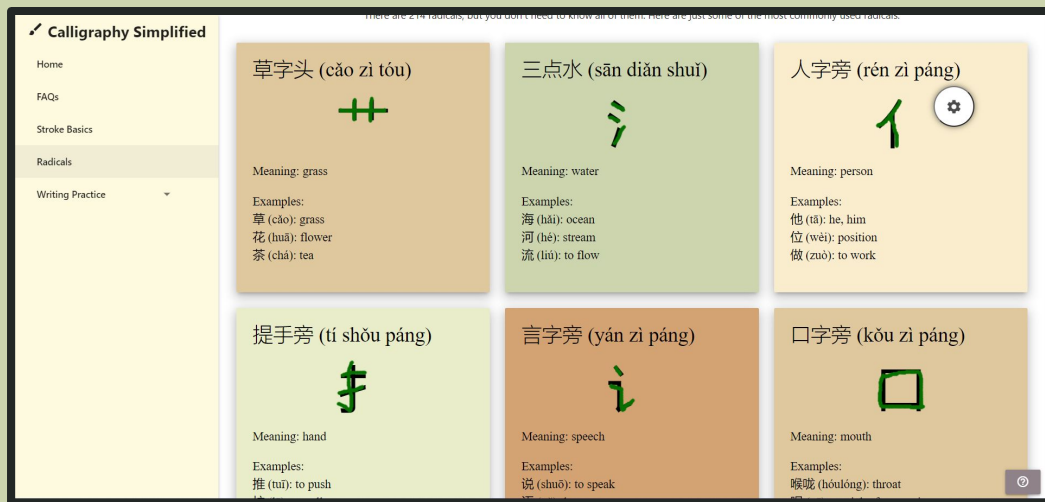 There are 214 radicals, but you don't need to know all of them. Here are just some of the most commonly used radicals.
Calligraphy Simplified
Home
FAQs
Stroke Basics
Radicals
Writing Practice
草字头 (cǎo zì tóu)
艹
Meaning: grass
Examples:
草 (cǎo): grass
花 (huā): flower
茶 (chá): tea
三点水 (sān diǎn shuǐ)
氵
Meaning: water
Examples:
海 (hǎi): ocean
河 (hé): stream
流 (liú): to flow
人字旁 (rén zì páng)
亻
Meaning: person
Examples:
他 (tā): he, him
位 (wèi): position
做 (zuò): to work
提手旁 (tí shǒu páng)
扌
Meaning: hand
Examples:
推 (tuī): to push
言字旁 (yán zì páng)
讠
Meaning: speech
Examples:
说 (shuō): to speak
口字旁 (kǒu zì páng)
口
Meaning: mouth
Examples:
喉咙 (hóulóng): throat